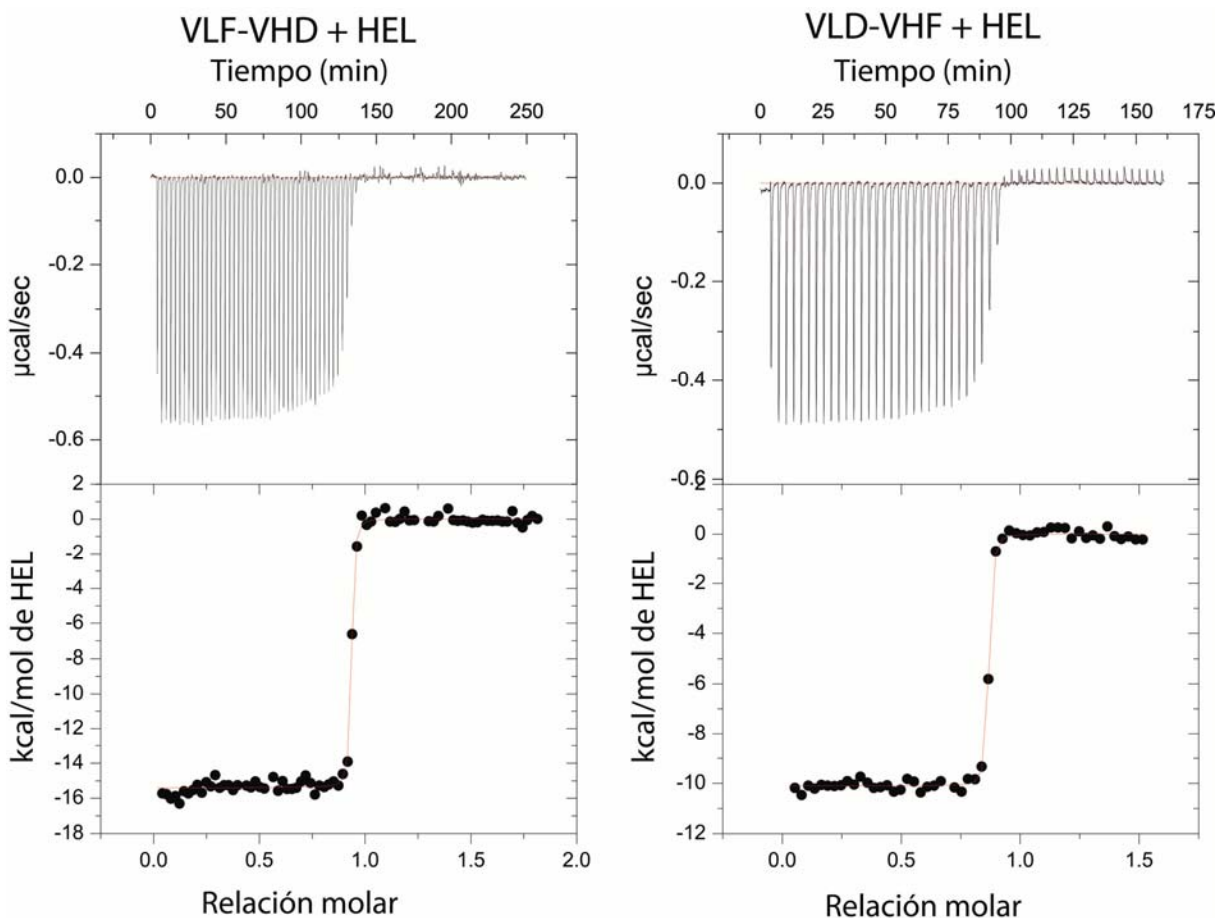 VLF-VHD + HEL
Tiempo (min)
0 50 100 150 200 250
0.0
-0.2
-0.4
-0.6
µcal/sec
2
0
-2
-4
-6
-8
-10
-12
-14
-16
-18
kcal/mol de HEL
0.0 0.5 1.0 1.5 2.0
Relación molar
VLD-VHF + HEL
Tiempo (min)
0 25 50 75 100 125 150 175
0.0
-0.2
-0.4
-0.6
µcal/sec
2
0
-2
-4
-6
-8
-10
-12
kcal/mol de HEL
0.0 0.5 1.0 1.5
Relación molar